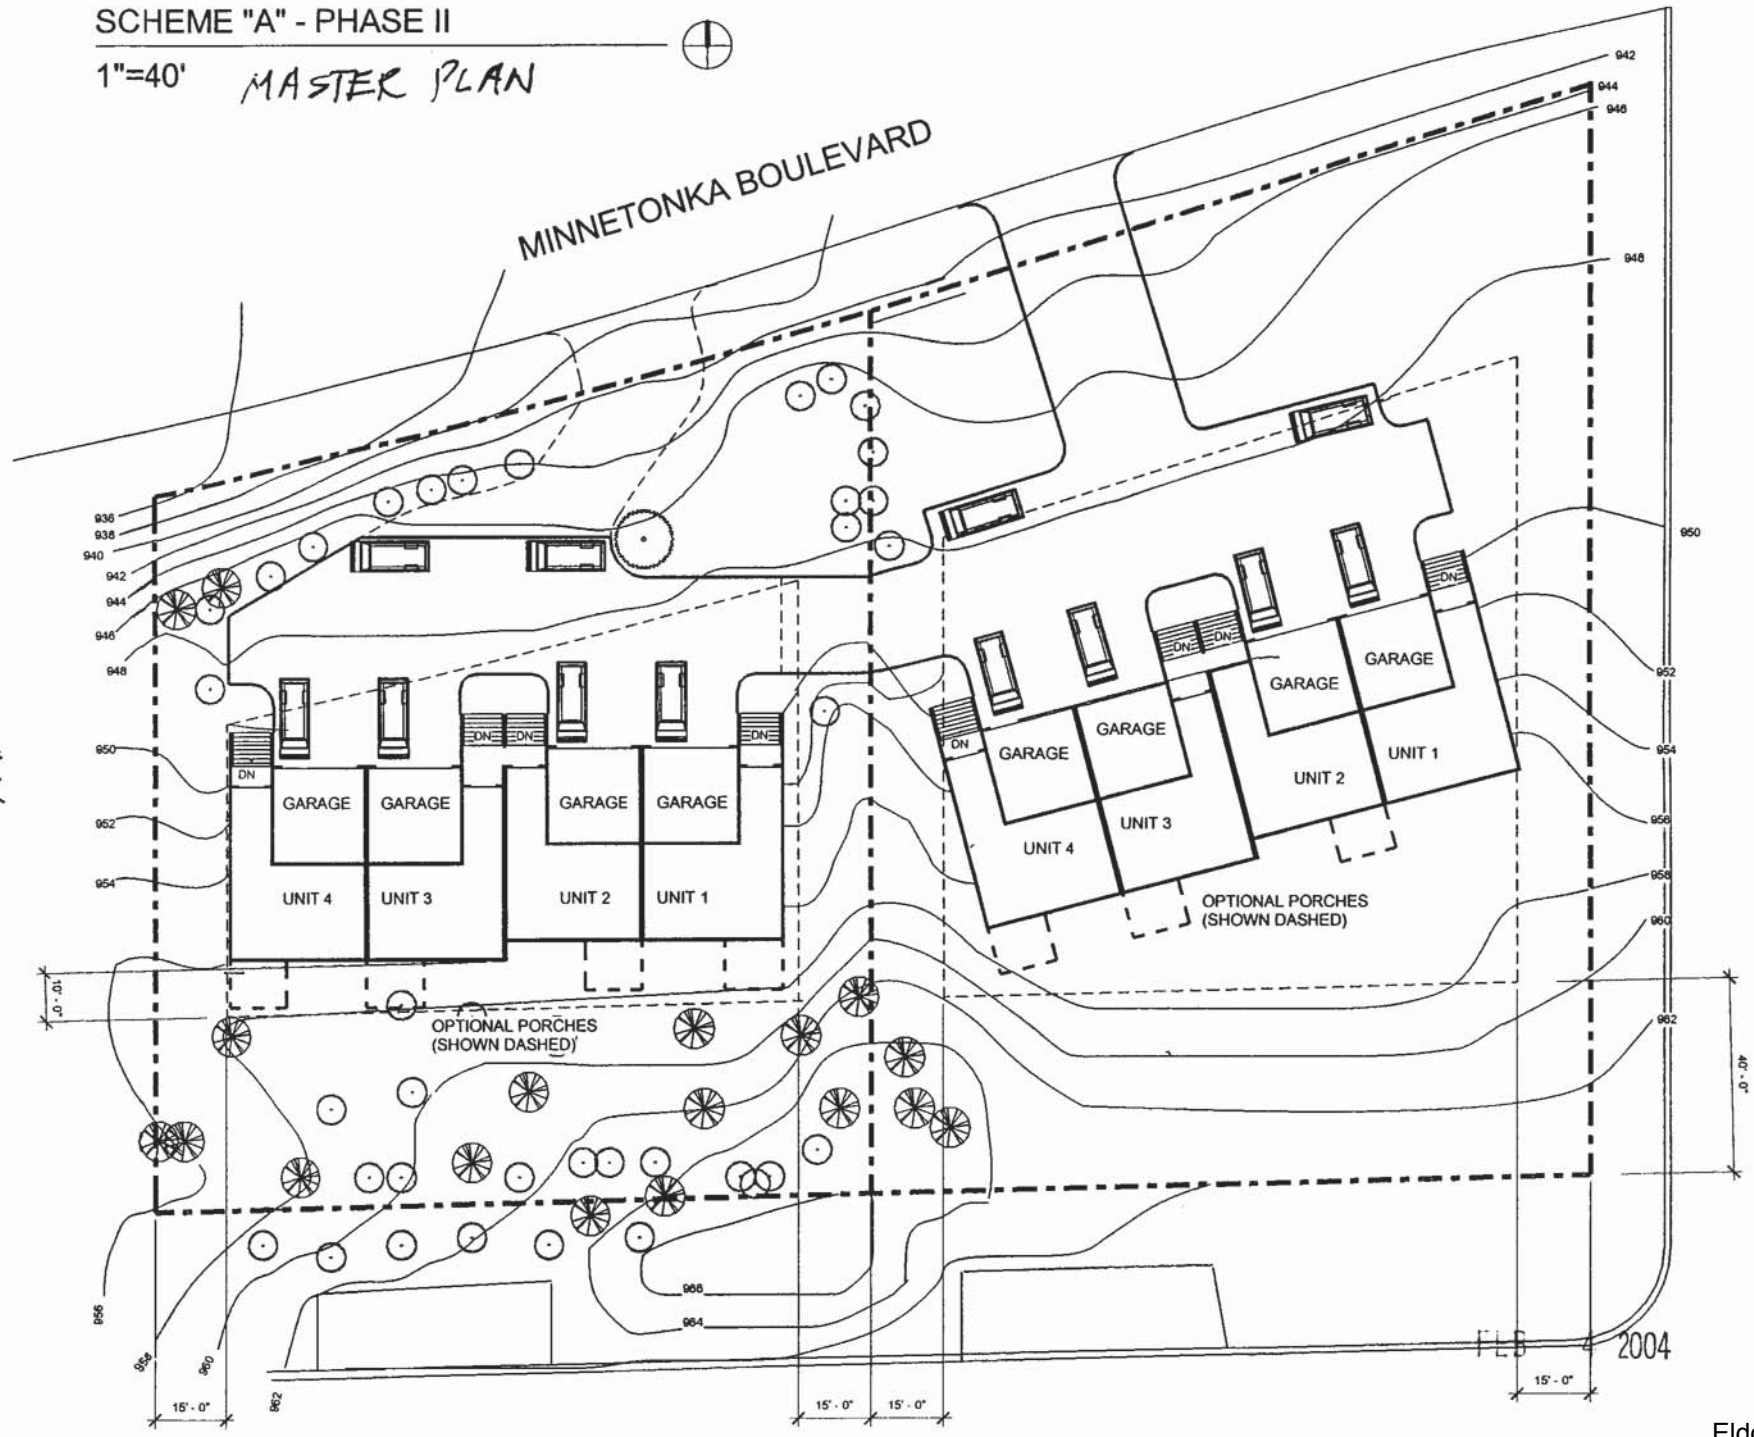 SCHEME "A" - PHASE II
1"=40'
MASTER PLAN
MINNETONKA BOULEVARD
942
944
946
948
950
952
954
956
958
960
962
936
938
940
942
944
946
948
950
952
954
956
958
960
962
966
964
DN
DN
DN
DN
DN
DN
DN
DN
GARAGE
GARAGE
GARAGE
GARAGE
UNIT 4
UNIT 3
UNIT 2
UNIT 1
GARAGE
GARAGE
GARAGE
GARAGE
UNIT 4
UNIT 3
UNIT 2
UNIT 1
OPTIONAL PORCHES
(SHOWN DASHED)
OPTIONAL PORCHES
(SHOWN DASHED)
10'-0"
40'-0"
15'-0"
15'-0"
15'-0"
15'-0"
2004